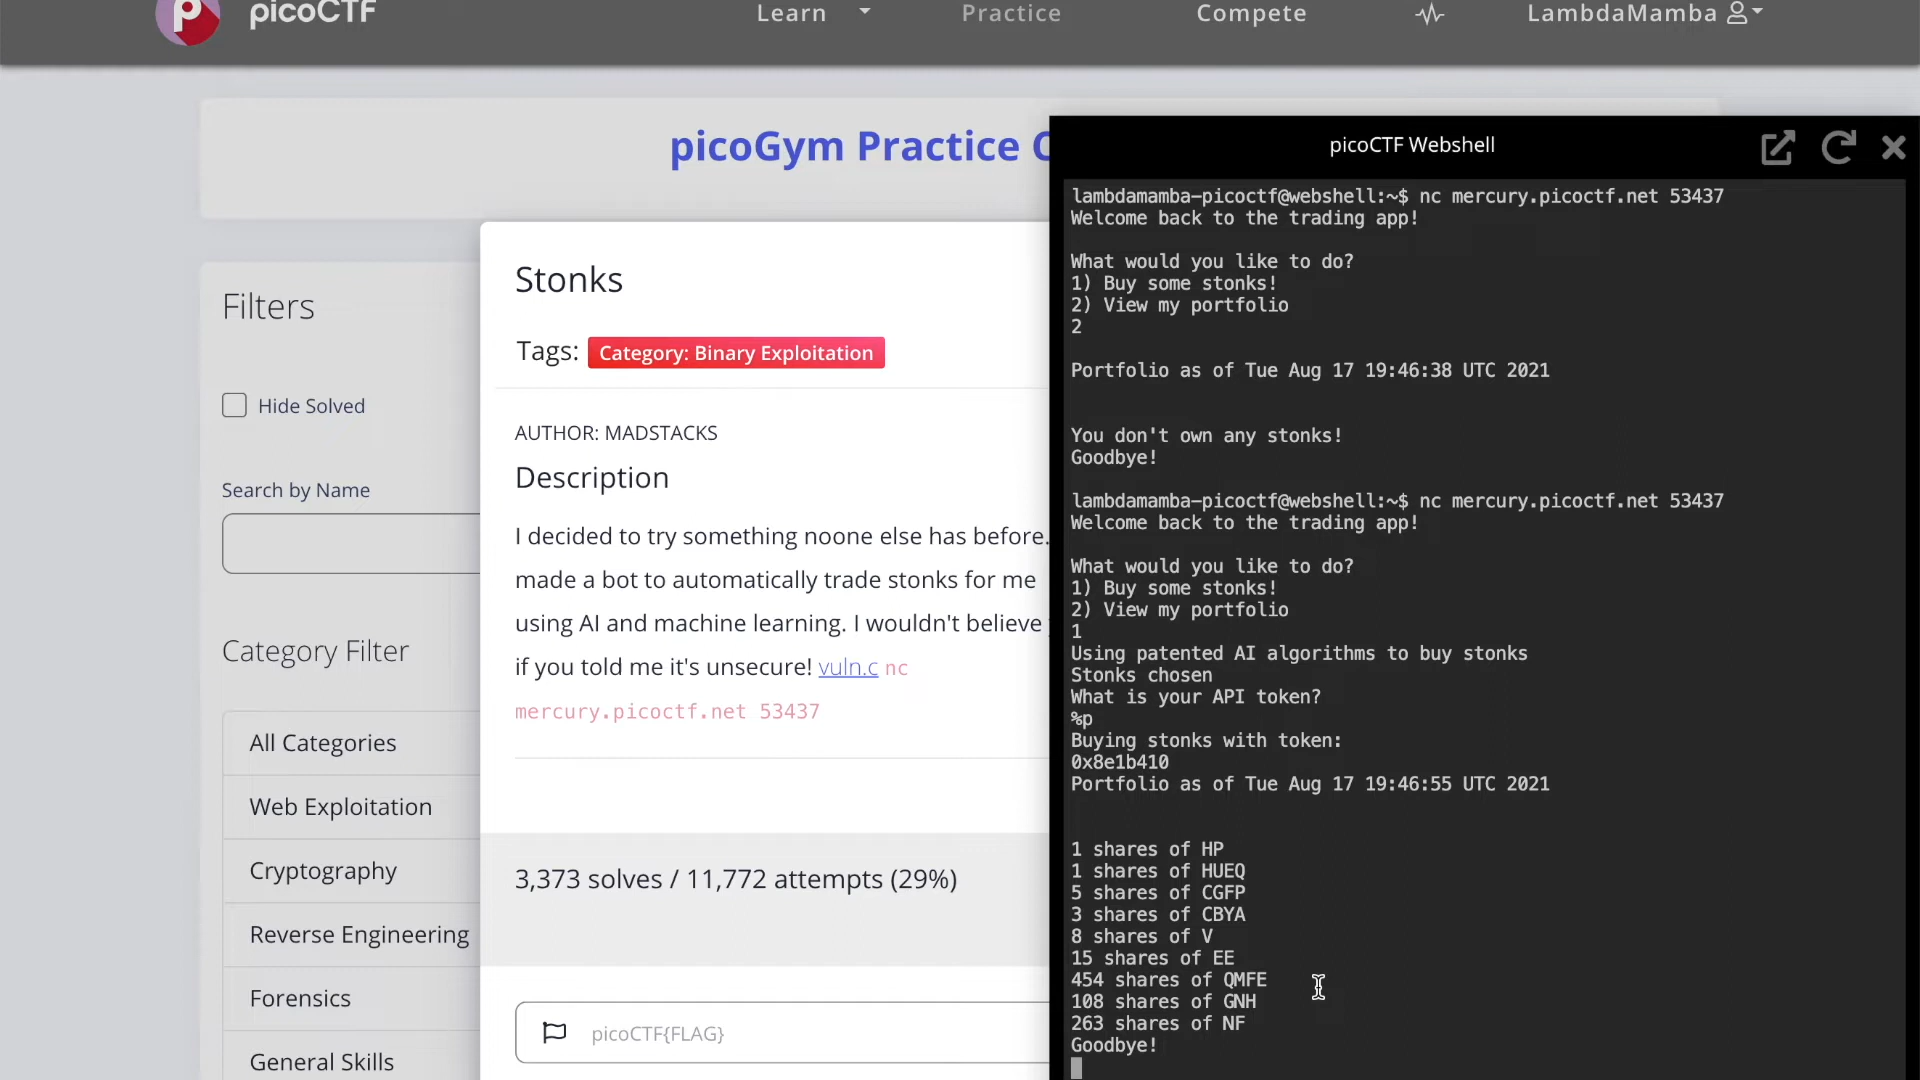 picoCTF
Learn
Practice
Compete
LambdaMamba
picoGym Practice C
Filters
Hide Solved
Search by Name
Category Filter
All Categories
Web Exploitation
Cryptography
Reverse Engineering
Forensics
General Skills
Stonks
Tags: Category: Binary Exploitation
AUTHOR: MADSTACKS
Description
I decided to try something noone else has before.
made a bot to automatically trade stonks for me
using AI and machine learning. I wouldn't believe
if you told me it's unsecure! vuln.c nc
mercury.picoctf.net 53437
3,373 solves / 11,772 attempts (29%)
picoCTF{FLAG}
picoCTF Webshell
lambdamamba-picoctf@webshell:~$ nc mercury.picoctf.net 53437
Welcome back to the trading app!
What would you like to do?
1) Buy some stonks!
2) View my portfolio
2
Portfolio as of Tue Aug 17 19:46:38 UTC 2021
You don't own any stonks!
Goodbye!
lambdamamba-picoctf@webshell:~$ nc mercury.picoctf.net 53437
Welcome back to the trading app!
What would you like to do?
1) Buy some stonks!
2) View my portfolio
1
Using patented AI algorithms to buy stonks
Stonks chosen
What is your API token?
%p
Buying stonks with token:
0x8e1b410
Portfolio as of Tue Aug 17 19:46:55 UTC 2021
1 shares of HP
1 shares of HUEQ
5 shares of CGFP
3 shares of CBYA
8 shares of V
15 shares of EE
454 shares of QMFE
108 shares of GNH
263 shares of NF
Goodbye!